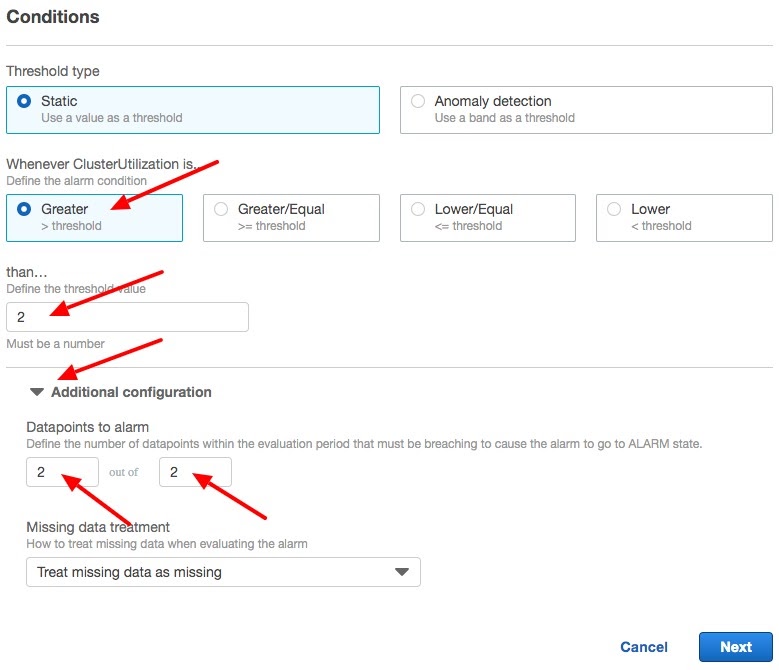 Conditions
Threshold type
Static
Use a value as a threshold
Anomaly detection
Use a band as a threshold
Whenever ClusterUtilization is...
Define the alarm condition
Greater
> threshold
Greater/Equal
>= threshold
Lower/Equal
<= threshold
Lower
< threshold
than...
Define the threshold value
2
Must be a number
Additional configuration
Datapoints to alarm
Define the number of datapoints within the evaluation period that must be breaching to cause the alarm to go to ALARM state.
2 out of 2
Missing data treatment
How to treat missing data when evaluating the alarm
Treat missing data as missing
Cancel Next